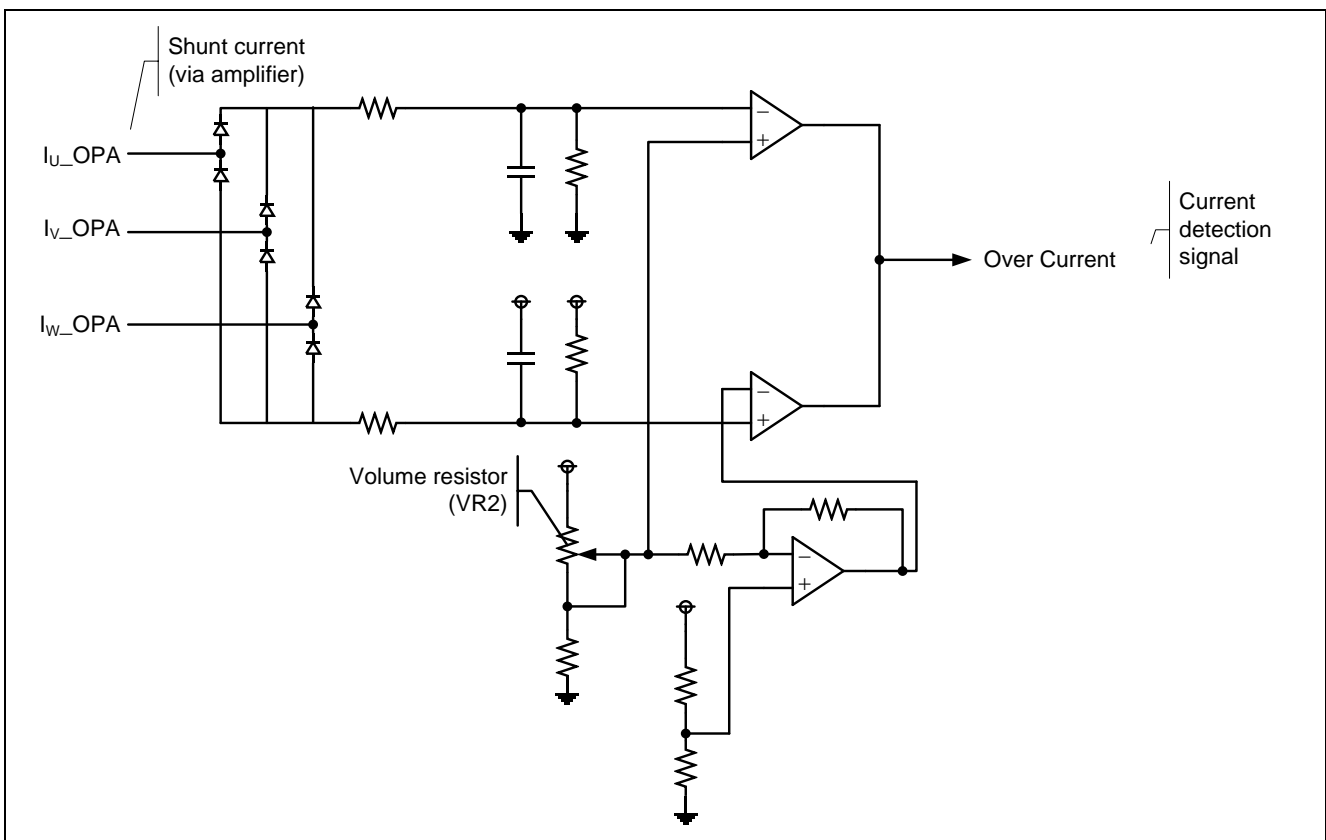 Shunt current
(via amplifier)
I_U_OPA
I_V_OPA
I_W_OPA
−
+
Over Current
Current
detection
signal
−
+
Volume resistor
(VR2)
−
+